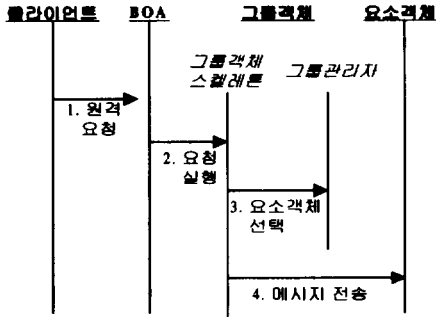 클라이언트 BOA 그룹객체 요소객체
그룹객체
스켈레톤
그룹관리자
1. 원격
요청
2. 요청
실행
3. 요소객체
선택
4. 메시지 전송